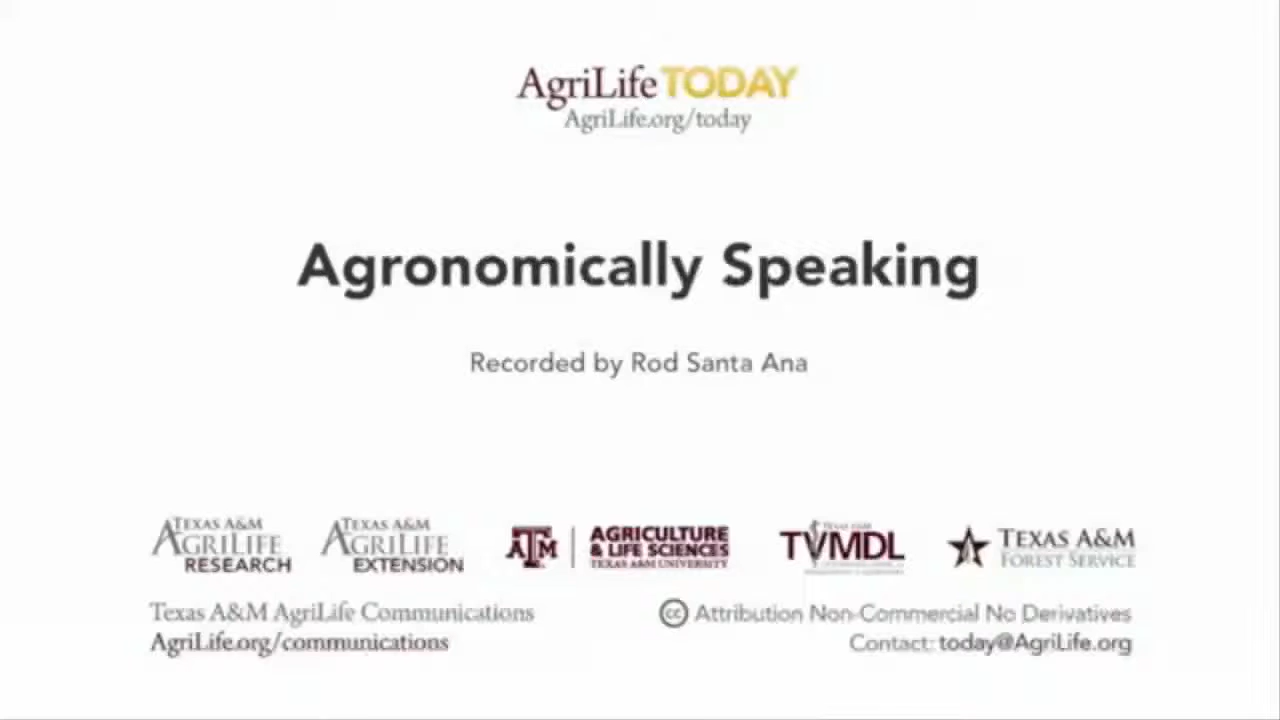 AgriLife TODAY
AgriLife.org/today
Agronomically Speaking
Recorded by Rod Santa Ana
TEXAS A&M
AGRILIFE
RESEARCH
TEXAS A&M
AGRILIFE
EXTENSION
ATM
AGRICULTURE
& LIFE SCIENCES
TEXAS A&M UNIVERSITY
TVMDL
TEXAS A&M
FOREST SERVICE
Texas A&M AgriLife Communications
AgriLife.org/communications
cc Attribution Non-Commercial No Derivatives
Contact: today@AgriLife.org